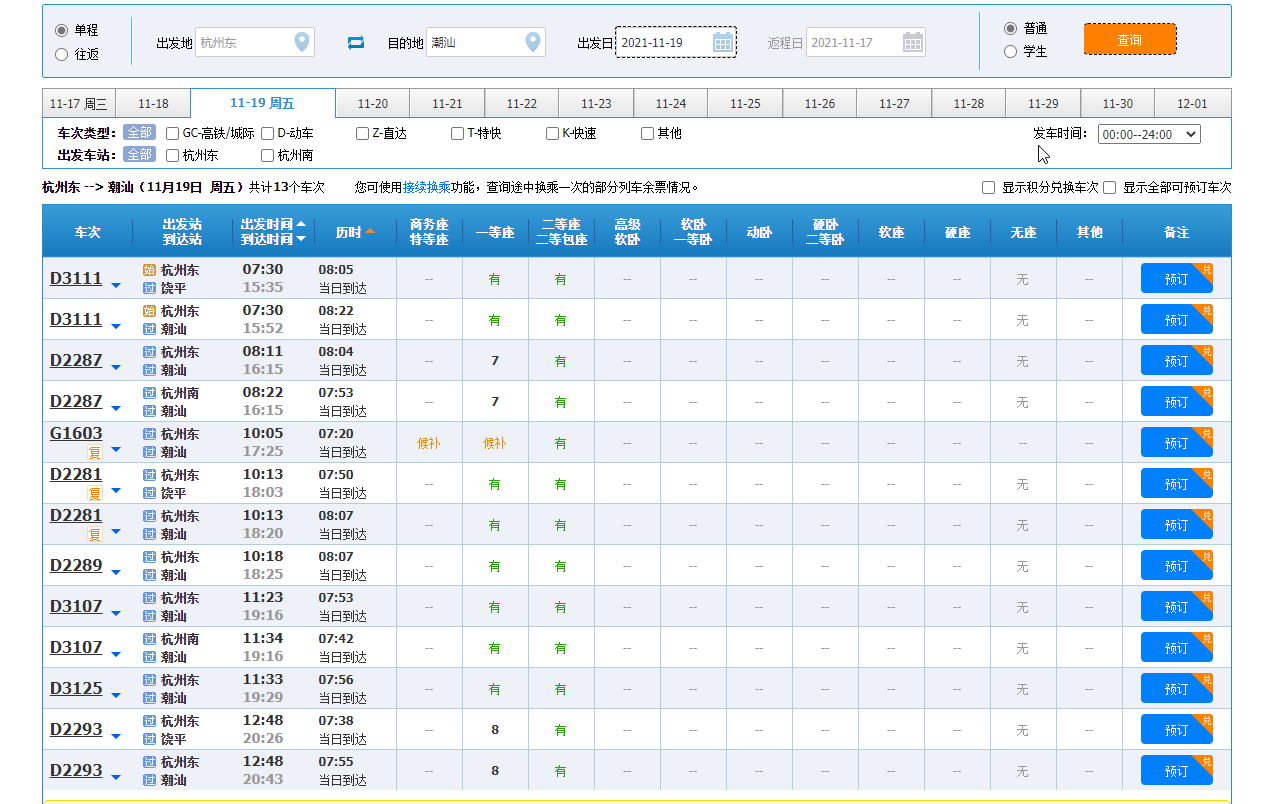 单程
往返
出发地 杭州东 目的地 潮汕 出发日 2021-11-19 返程日 2021-11-17
普通
学生
查询
11-17 周三 11-18 11-19 周五 11-20 11-21 11-22 11-23 11-24 11-25 11-26 11-27 11-28 11-29 11-30 12-01
车次类型: 全部 GC-高铁/城际 D-动车 Z-直达 T-特快 K-快速 其他 发车时间: 00:00--24:00
出发车站: 全部 杭州东 杭州南
杭州东 --> 潮汕（11月19日 周五）共计13个车次 您可使用接续换乘功能，查询途中换乘一次的部分列车余票情况。 显示积分兑换车次 显示全部可预订车次
车次 出发站 到达站 出发时间 到达时间 历时 商务座 特等座 一等座 二等座 二等包座 高级 软卧 软卧 一等卧 动卧 硬卧 二等卧 软座 硬座 无座 其他 备注
D3111 始 杭州东 07:30 08:05 -- 有 有 -- -- -- -- -- -- 无 -- 预订 兑
过 饶平 15:35 当日到达
D3111 始 杭州东 07:30 08:22 -- 有 有 -- -- -- -- -- -- 无 -- 预订 兑
过 潮汕 15:52 当日到达
D2287 过 杭州东 08:11 08:04 -- 7 有 -- -- -- -- -- -- 无 -- 预订 兑
过 潮汕 16:15 当日到达
D2287 过 杭州南 08:22 07:53 -- 7 有 -- -- -- -- -- -- 无 -- 预订 兑
过 潮汕 16:15 当日到达
G1603 过 杭州东 10:05 07:20 候补 候补 有 -- -- -- -- -- -- -- -- 预订 兑
复 过 潮汕 17:25 当日到达
D2281 过 杭州东 10:13 07:50 -- 有 有 -- -- -- -- -- -- 无 -- 预订 兑
复 过 饶平 18:03 当日到达
D2281 过 杭州东 10:13 08:07 -- 有 有 -- -- -- -- -- -- 无 -- 预订 兑
复 过 潮汕 18:20 当日到达
D2289 过 杭州东 10:18 08:07 -- 有 有 -- -- -- -- -- -- 无 -- 预订 兑
过 潮汕 18:25 当日到达
D3107 过 杭州东 11:23 07:53 -- 有 有 -- -- -- -- -- -- 无 -- 预订 兑
过 潮汕 19:16 当日到达
D3107 过 杭州南 11:34 07:42 -- 有 有 -- -- -- -- -- -- 无 -- 预订 兑
过 潮汕 19:16 当日到达
D3125 过 杭州东 11:33 07:56 -- 有 有 -- -- -- -- -- -- 无 -- 预订 兑
过 潮汕 19:29 当日到达
D2293 过 杭州东 12:48 07:38 -- 8 有 -- -- -- -- -- -- 无 -- 预订 兑
过 饶平 20:26 当日到达
D2293 过 杭州东 12:48 07:55 -- 8 有 -- -- -- -- -- -- 无 -- 预订 兑
过 潮汕 20:43 当日到达